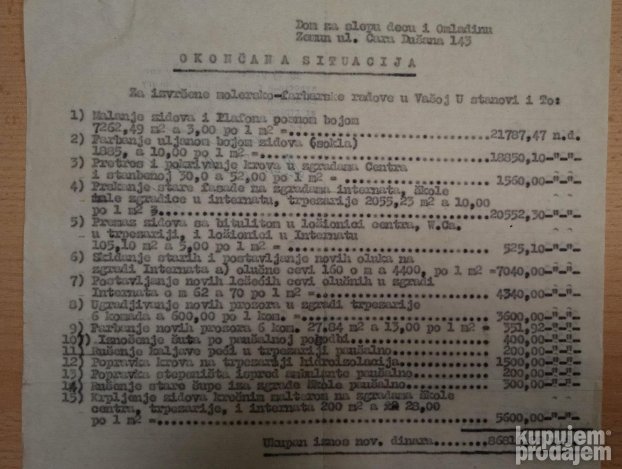 Dom za slepu decu i Omladinu
Zemun ul. Cara Dušana 143
OKONČANA SITUACIJA
Za izvršene molersko-farbarske radove u Vašoj U stanovi i To:
1) Malanje zidova i Plafona posnom bojom
7262,49 m2 a 3,00 po 1 m2 =..............................21787,47 n.d.
2) Farbanje uljanom bojom zidova (sokla)
1885, a 10,00 po 1 m2 =..................................18850,10-"-"-
3) Pretres i pokrivanje krova u zgradama Centra
i stambenoj 30,0 a 52,00 po 1 m2 =.......................1560,00-"-"-
4) Prskanje stare fasade na zgradama internata, škole
male zgradice u internatu, trpezarije 2055,23 m2 a 10,00
po 1 m2 =................................................20552,30-"-"-
5) Premaz zidova sa bitulitom u ložionici centra, W.Ca.
u trpezariji, i ložionici u Internatu
105,10 m2 a 5,00 po 1 m2=................................525,10-"-"-
6) Skidanje starih i postavljanje novih oluka na
zgradi Internata a) olučne cevi 160 o m a 4400, po 1 m2 =7040,00-"-"-
7) Postavljanje novih ležećih cevi olučnih u zgradi
Internata o m 62 a 70 po 1 m2=...........................4340,00-"-"-
8) Ugradjivanje novih prozora u zgradi trpezarije
6 komada a 600,00 po 1 kom. =............................3600,00-"-"-
9) Farbenje novih prozora 6 kom. 27,84 m a 13,00 po 1 m2= 351,92-"-"-
10) Iznošenje šuta po paušalnoj pogodbi ................400,00-"-"-
11) Rušenje kaljave peći u trpezariji paušalno..........200,00-"-"-
12) Popravka krova na trpezariji hidroizolacija.........1500,00-"-"-
13) Popravka stepeništa ispred ambulante paušalno.......200,00-"-"-
14) Rušenje stare šupe iza zgrade škole paušalno........300,00-"-"-
15) Krpljenje zidova krečnim malterom na zgradama škole
centra, trpezarije, i internata 200 m2 a 28,00
po 1 m2 =...............................................5600,00-"-"-
Ukupan iznos nov. dinara........
kupujem
prodajem